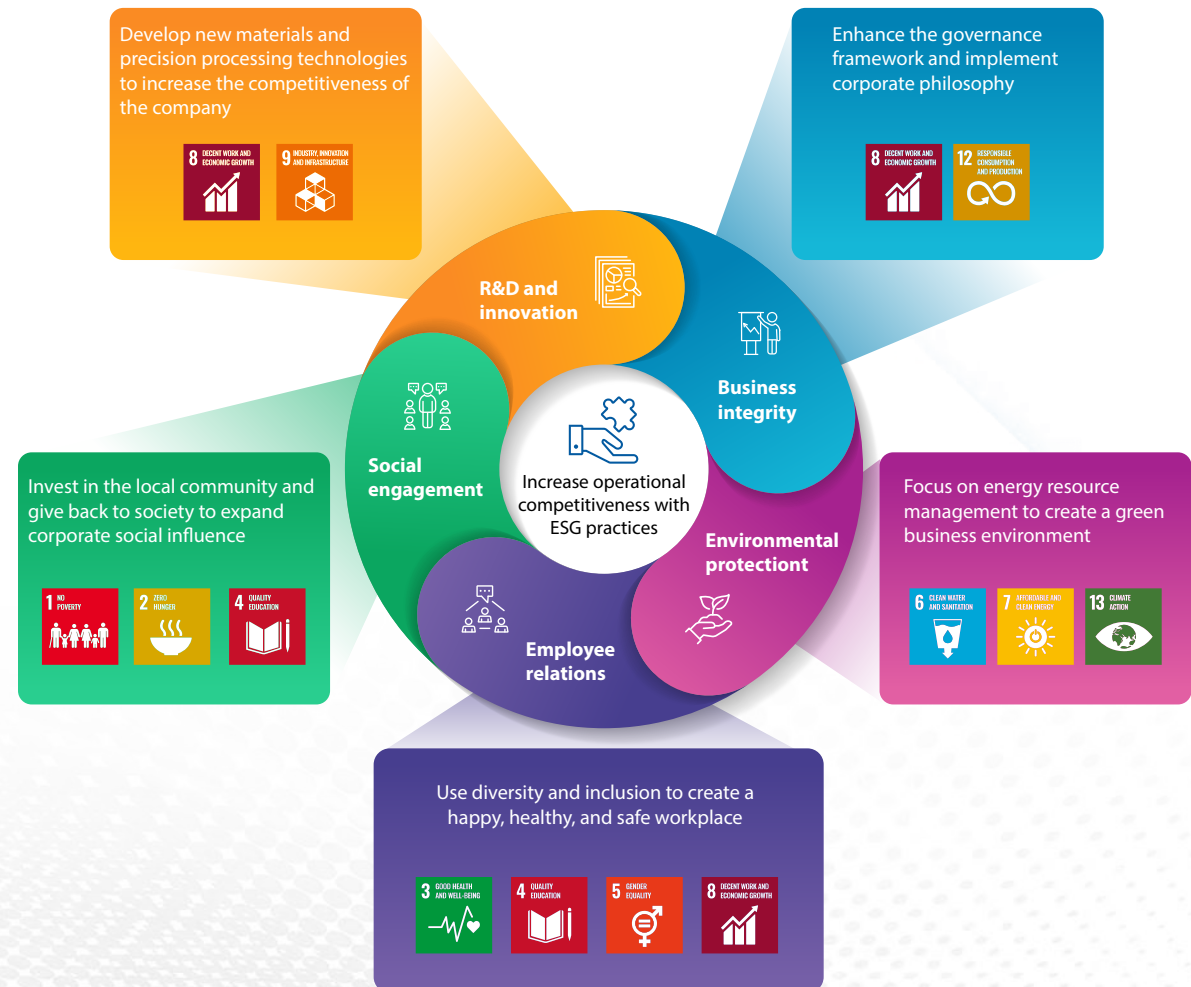 Develop new materials and
precision processing technologies
to increase the competitiveness of
the company
8 DECENT WORK AND
ECONOMIC GROWTH
9 INDUSTRY, INNOVATION
AND INFRASTRUCTURE
Enhance the governance
framework and implement
corporate philosophy
8 DECENT WORK AND
ECONOMIC GROWTH
12 RESPONSIBLE
CONSUMPTION
AND PRODUCTION
R&D and
innovation
Business
integrity
Social
engagement
Increase operational
competitiveness with
ESG practices
Environmental
protectiont
Employee
relations
Invest in the local community and
give back to society to expand
corporate social influence
1 NO
POVERTY
2 ZERO
HUNGER
4 QUALITY
EDUCATION
Focus on energy resource
management to create a green
business environment
6 CLEAN WATER
AND SANITATION
7 AFFORDABLE AND
CLEAN ENERGY
13 CLIMATE
ACTION
Use diversity and inclusion to create a
happy, healthy, and safe workplace
3 GOOD HEALTH
AND WELL-BEING
4 QUALITY
EDUCATION
5 GENDER
EQUALITY
8 DECENT WORK AND
ECONOMIC GROWTH